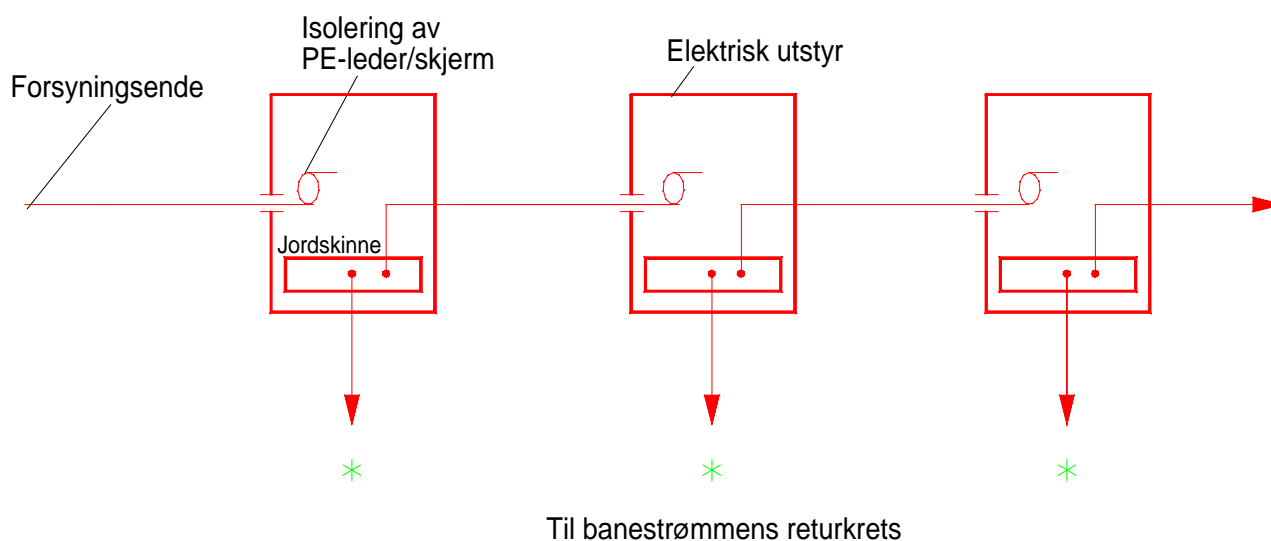 Isolering av
PE-leder/skjerm
Elektrisk utstyr
Forsyningsende
Jordskinne
Til banestrømmens returkrets